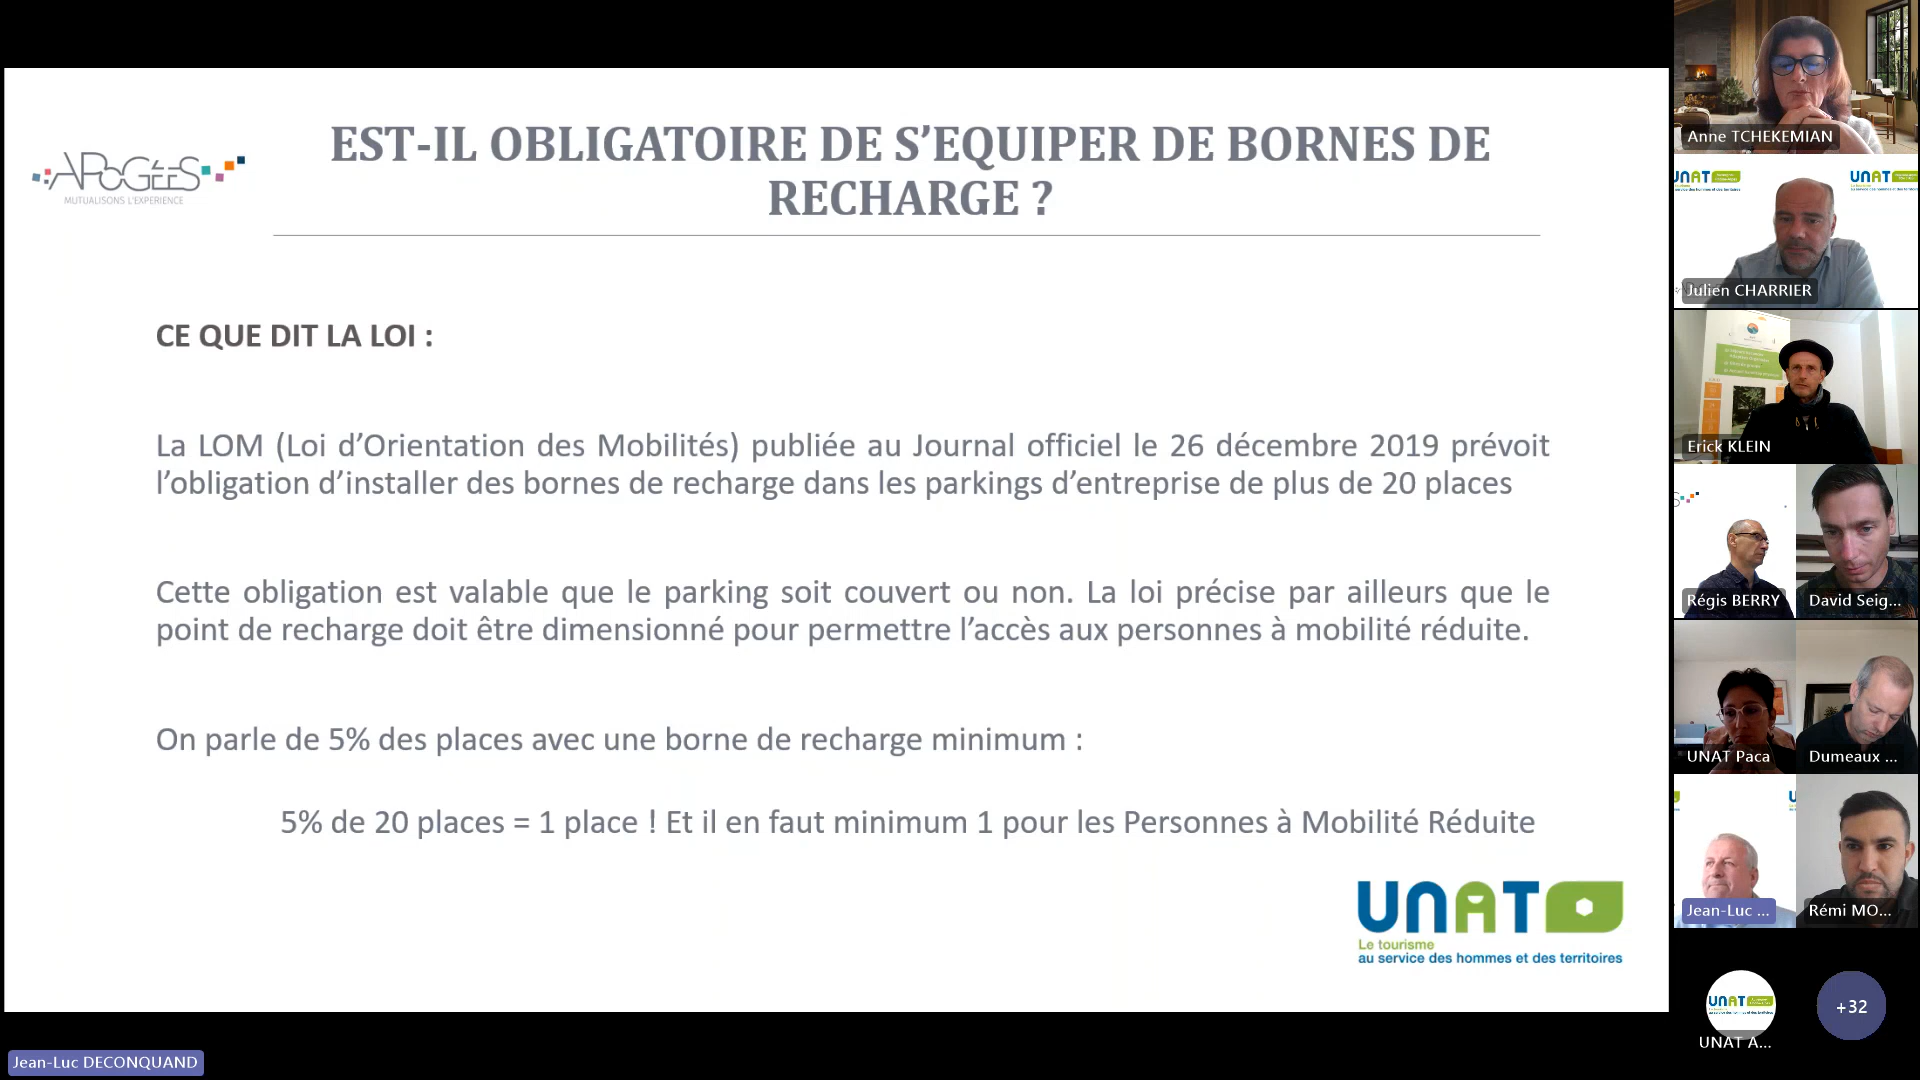 APOGÉES
MUTUALISONS L'EXPÉRIENCE
EST-IL OBLIGATOIRE DE S’EQUIPER DE BORNES DE
RECHARGE ?
CE QUE DIT LA LOI :
La LOM (Loi d’Orientation des Mobilités) publiée au Journal officiel le 26 décembre 2019 prévoit
l’obligation d’installer des bornes de recharge dans les parkings d’entreprise de plus de 20 places
Cette obligation est valable que le parking soit couvert ou non. La loi précise par ailleurs que le
point de recharge doit être dimensionné pour permettre l’accès aux personnes à mobilité réduite.
On parle de 5% des places avec une borne de recharge minimum :
5% de 20 places = 1 place ! Et il en faut minimum 1 pour les Personnes à Mobilité Réduite
UNAT
Le tourisme
au service des hommes et des territoires
Jean-Luc DECONQUAND
Anne TCHEKEMIAN
UNAT
UNAT
Julien CHARRIER
Erick KLEIN
Régis BERRY
David Seig...
UNAT Paca
Dumeaux ...
Jean-Luc ...
Rémi MO...
UNAT
UNAT A...
+32